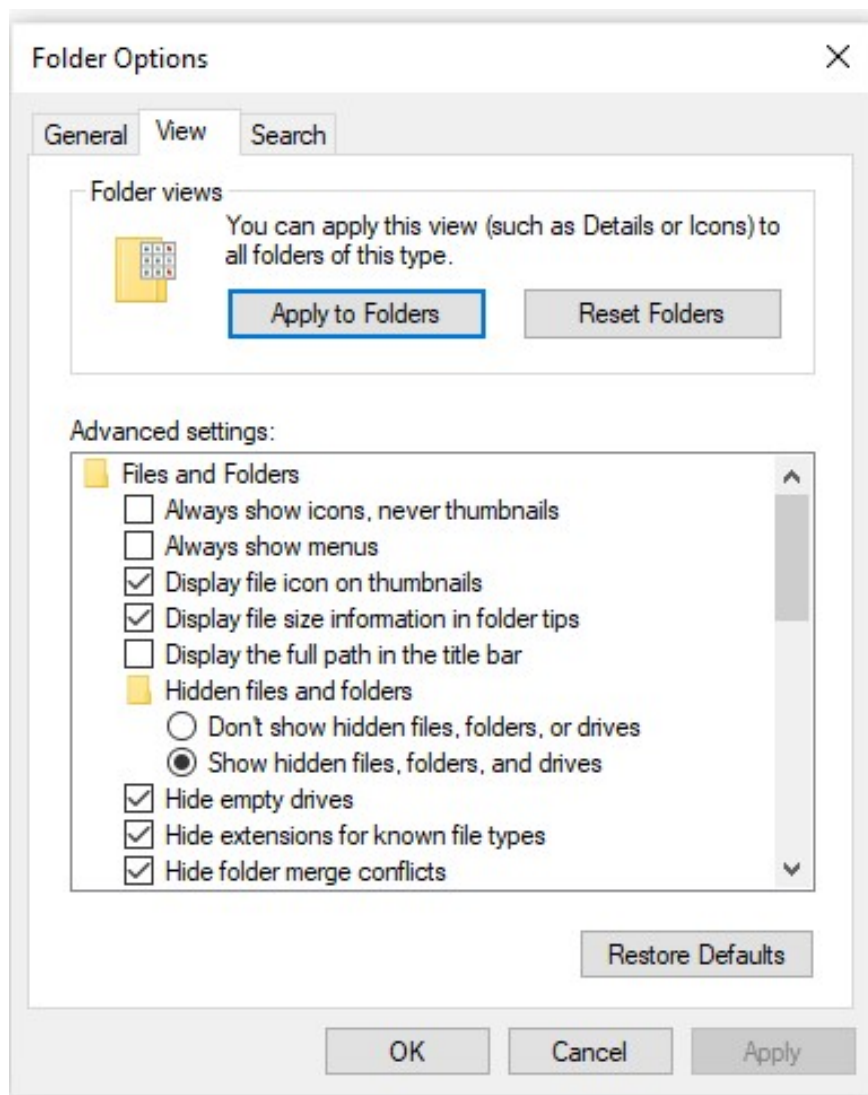 Folder Options
General View Search
Folder views
You can apply this view (such as Details or Icons) to
all folders of this type.
Apply to Folders Reset Folders
Advanced settings:
Files and Folders
Always show icons, never thumbnails
Always show menus
Display file icon on thumbnails
Display file size information in folder tips
Display the full path in the title bar
Hidden files and folders
Don't show hidden files, folders, or drives
Show hidden files, folders, and drives
Hide empty drives
Hide extensions for known file types
Hide folder merge conflicts
Restore Defaults
OK Cancel Apply